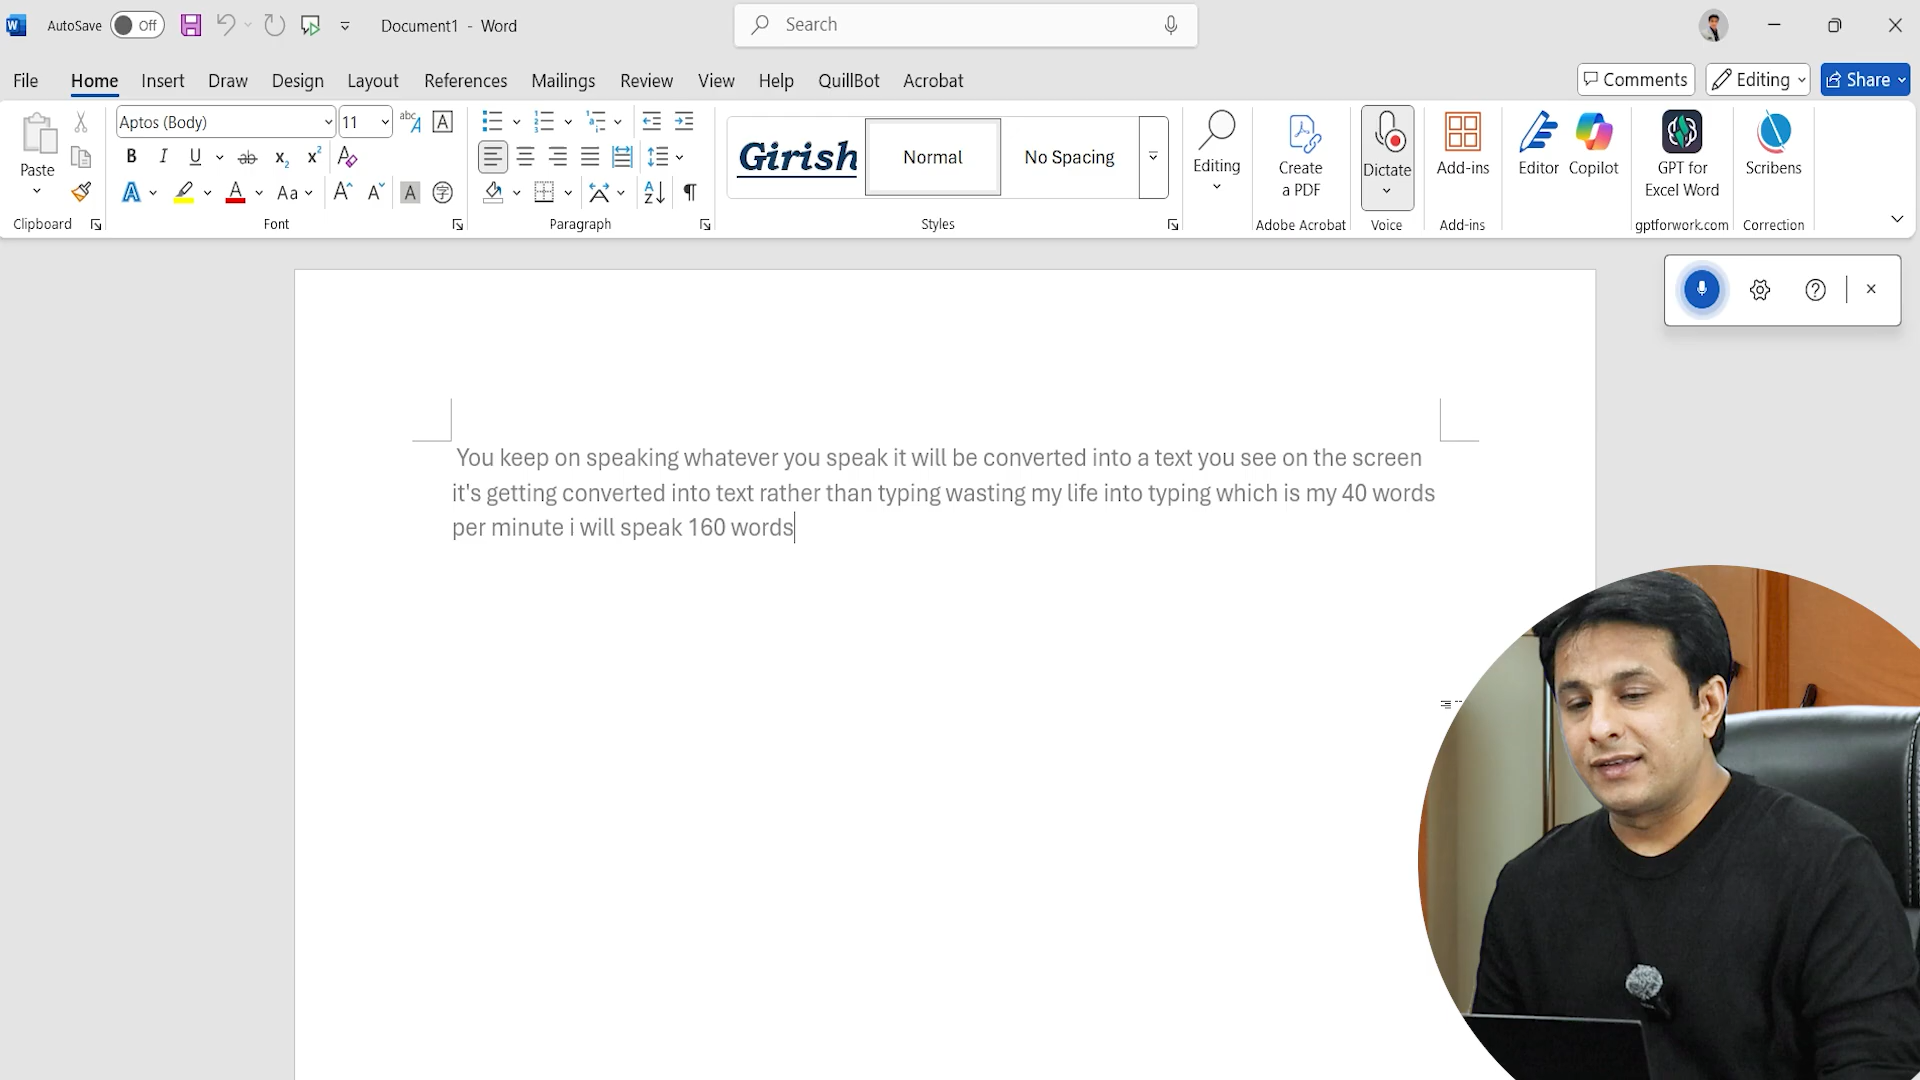 AutoSave Off Document1 - Word Search
File Home Insert Draw Design Layout References Mailings Review View Help QuillBot Acrobat Comments Editing Share
Paste
Clipboard
Aptos (Body) 11
Font
Paragraph
Girish Normal No Spacing
Styles
Editing
Create
a PDF
Adobe Acrobat
Dictate
Voice
Add-ins
Add-ins
Editor Copilot
GPT for
Excel Word
gptforwork.com
Scribens
Correction
You keep on speaking whatever you speak it will be converted into a text you see on the screen
it's getting converted into text rather than typing wasting my life into typing which is my 40 words
per minute i will speak 160 words